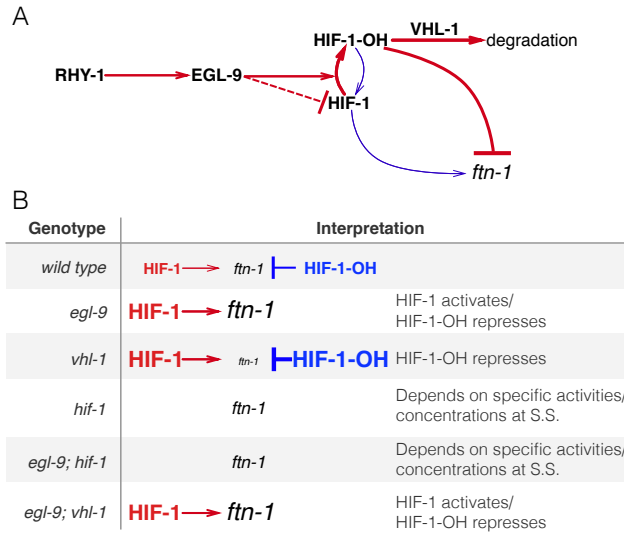 A
HIF-1-OH VHL-1 degradation
RHY-1 EGL-9
HIF-1
ftn-1
B
Genotype Interpretation
wild type HIF-1 ftn-1 HIF-1-OH
egl-9 HIF-1 ftn-1 HIF-1 activates/
HIF-1-OH represses
vhl-1 HIF-1 ftn-1 HIF-1-OH HIF-1-OH represses
hif-1 ftn-1 Depends on specific activities/
concentrations at S.S.
egl-9; hif-1 ftn-1 Depends on specific activities/
concentrations at S.S.
egl-9; vhl-1 HIF-1 ftn-1 HIF-1 activates/
HIF-1-OH represses